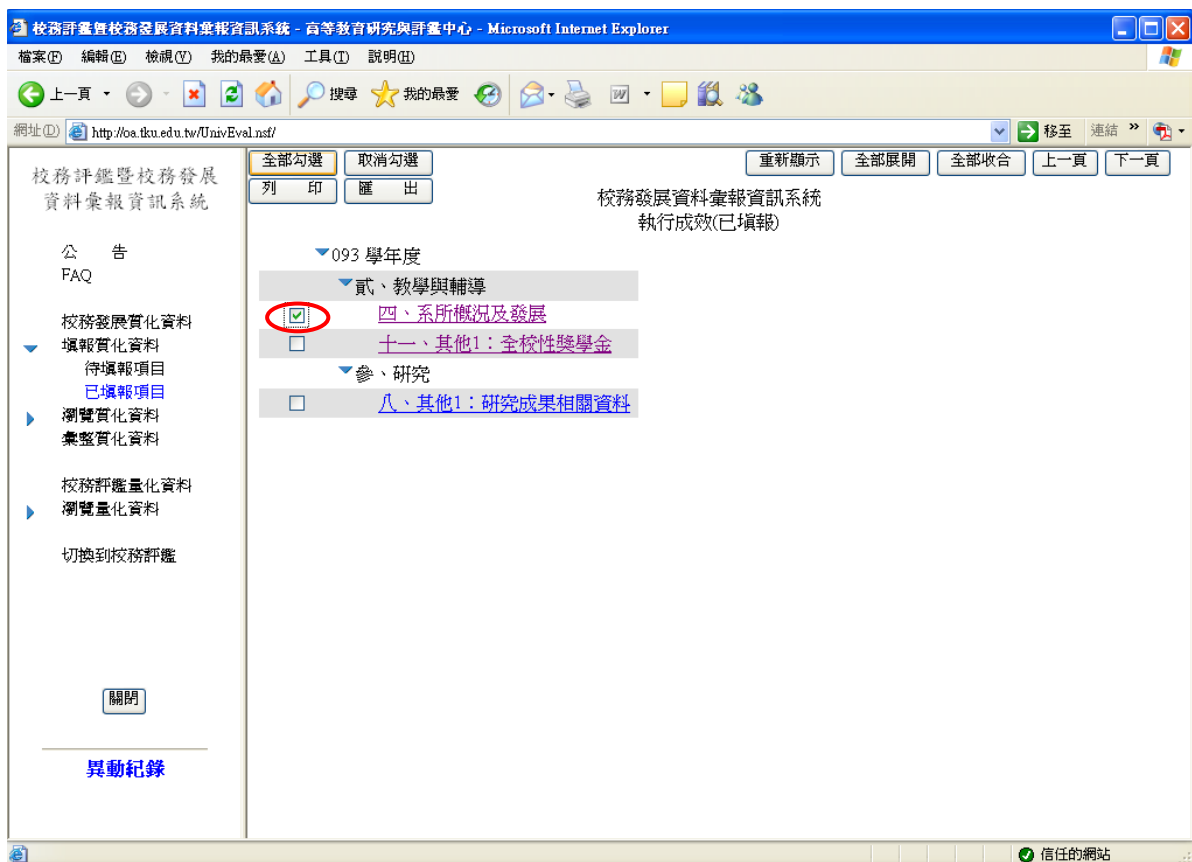 校務評鑑暨校務發展資料彙報資訊系統 - 高等教育研究與評鑑中心 - Microsoft Internet Explorer
檔案(F) 編輯(E) 檢視(V) 我的最愛(A) 工具(T) 說明(H)
上一頁 搜尋 我的最愛
網址(D) http://oa.tku.edu.tw/UnivEval.nsf/ 移至 連結 »
校務評鑑暨校務發展
資料彙報資訊系統
公 告
FAQ
校務發展質化資料
填報質化資料
待填報項目
已填報項目
瀏覽質化資料
彙整質化資料
校務評鑑量化資料
瀏覽量化資料
切換到校務評鑑
關閉
異動紀錄
全部勾選 取消勾選 重新顯示 全部展開 全部收合 上一頁 下一頁
列 印 匯 出
校務發展資料彙報資訊系統
執行成效(已填報)
093 學年度
貳、教學與輔導
四、系所概況及發展
十一、其他1：全校性獎學金
參、研究
八、其他1：研究成果相關資料
信任的網站